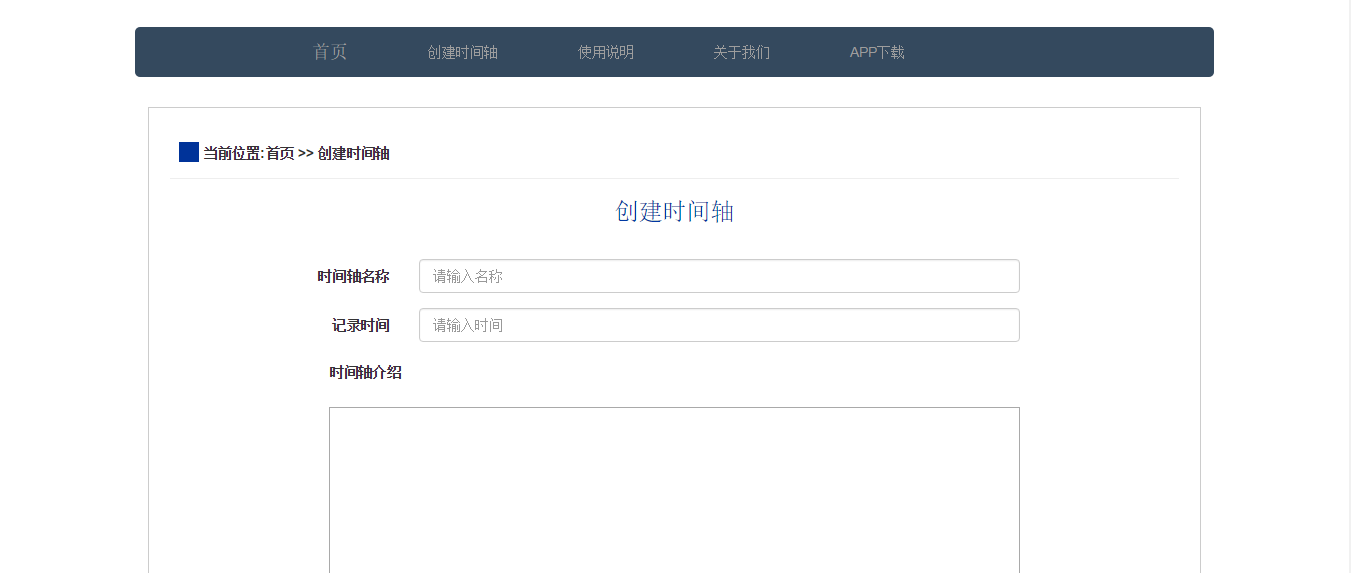 首页 创建时间轴 使用说明 关于我们 APP下载
当前位置:首页 >> 创建时间轴
创建时间轴
时间轴名称 请输入名称
记录时间 请输入时间
时间轴介绍